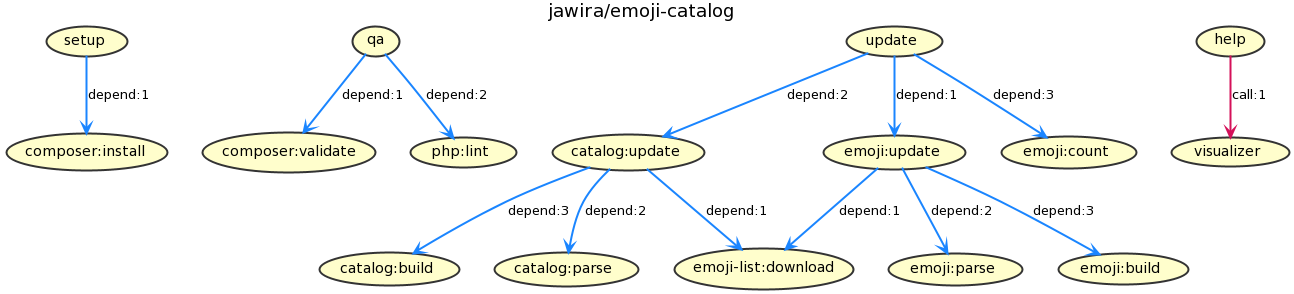 jawira/emoji-catalog
setup
qa
update
help
depend:1
depend:1
depend:2
depend:2
depend:1
depend:3
call:1
composer:install
composer:validate
php:lint
catalog:update
emoji:update
emoji:count
visualizer
depend:3
depend:2
depend:1
depend:1
depend:2
depend:3
catalog:build
catalog:parse
emoji-list:download
emoji:parse
emoji:build